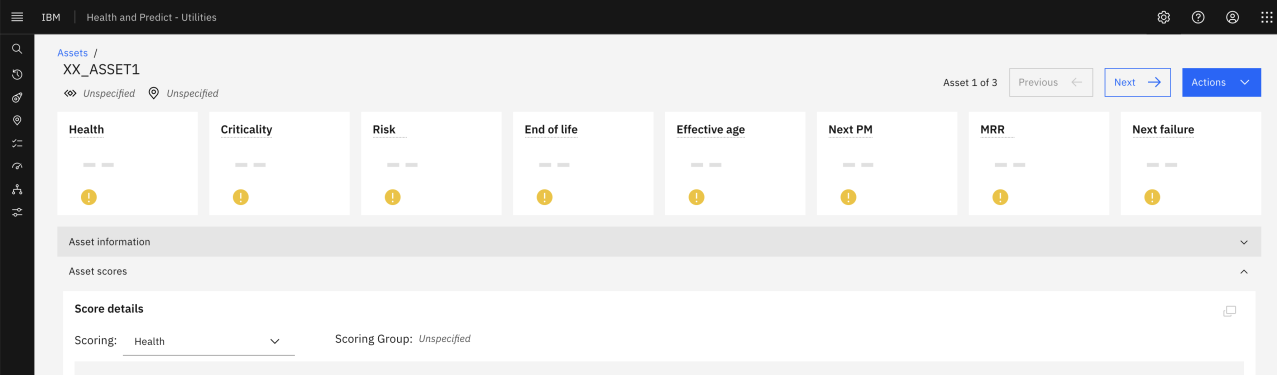 IBM Health and Predict - Utilities
Assets /
XX_ASSET1
Unspecified Unspecified
Asset 1 of 3 Previous Next Actions
Health Criticality Risk End of life Effective age Next PM MRR Next failure
Asset information
Asset scores
Score details
Scoring: Health Scoring Group: Unspecified